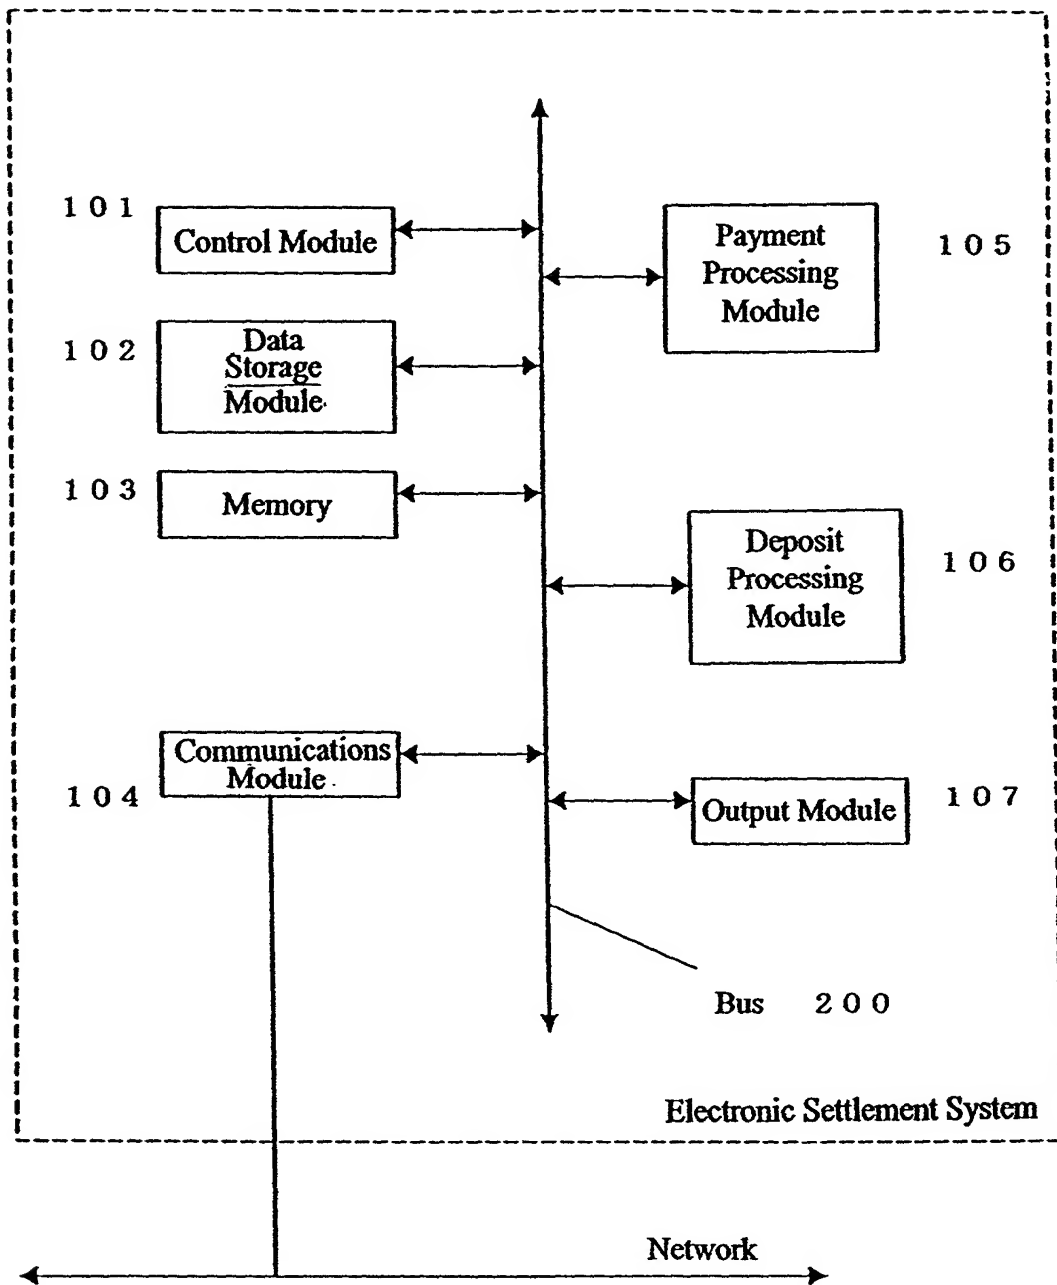 101
Control Module
102
Data
Storage
Module
103
Memory
Communications
Module
104
Payment
Processing
Module
105
Deposit
Processing
Module
106
Output Module
107
Bus 200
Electronic Settlement System
Network